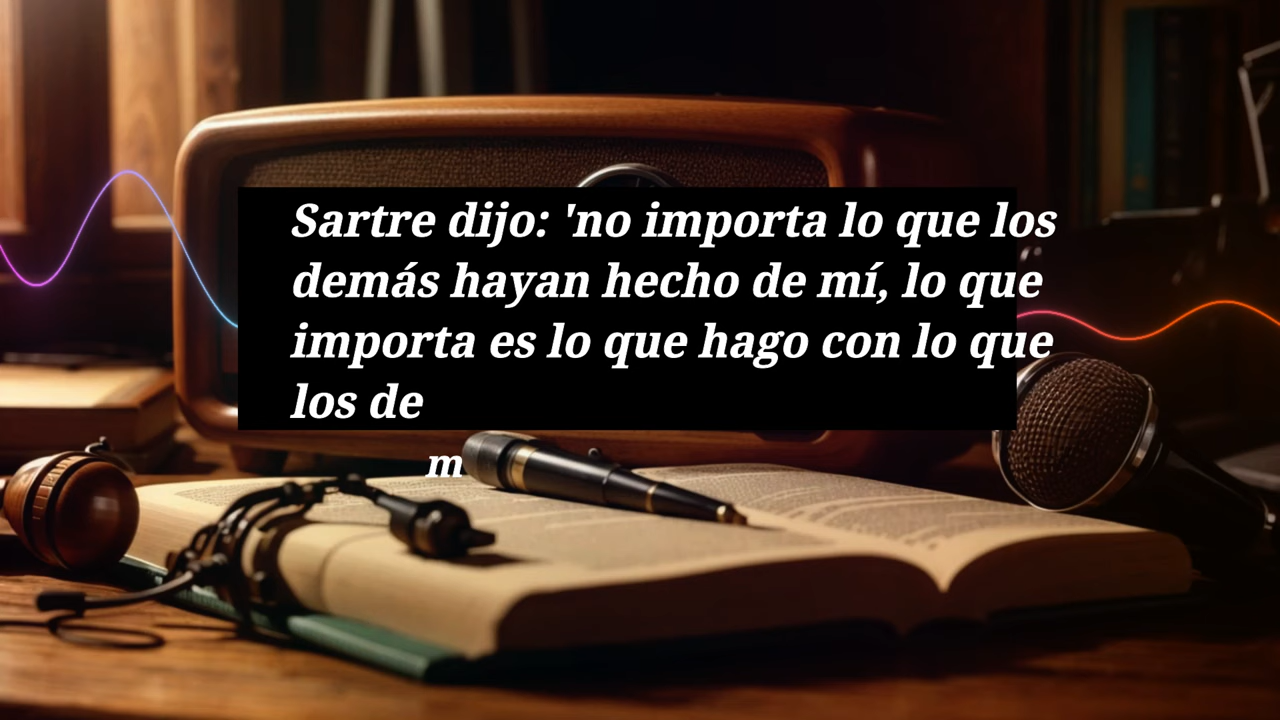 Sartre dijo: 'no importa lo que los
demás hayan hecho de mí, lo que
importa es lo que hago con lo que
los de
m